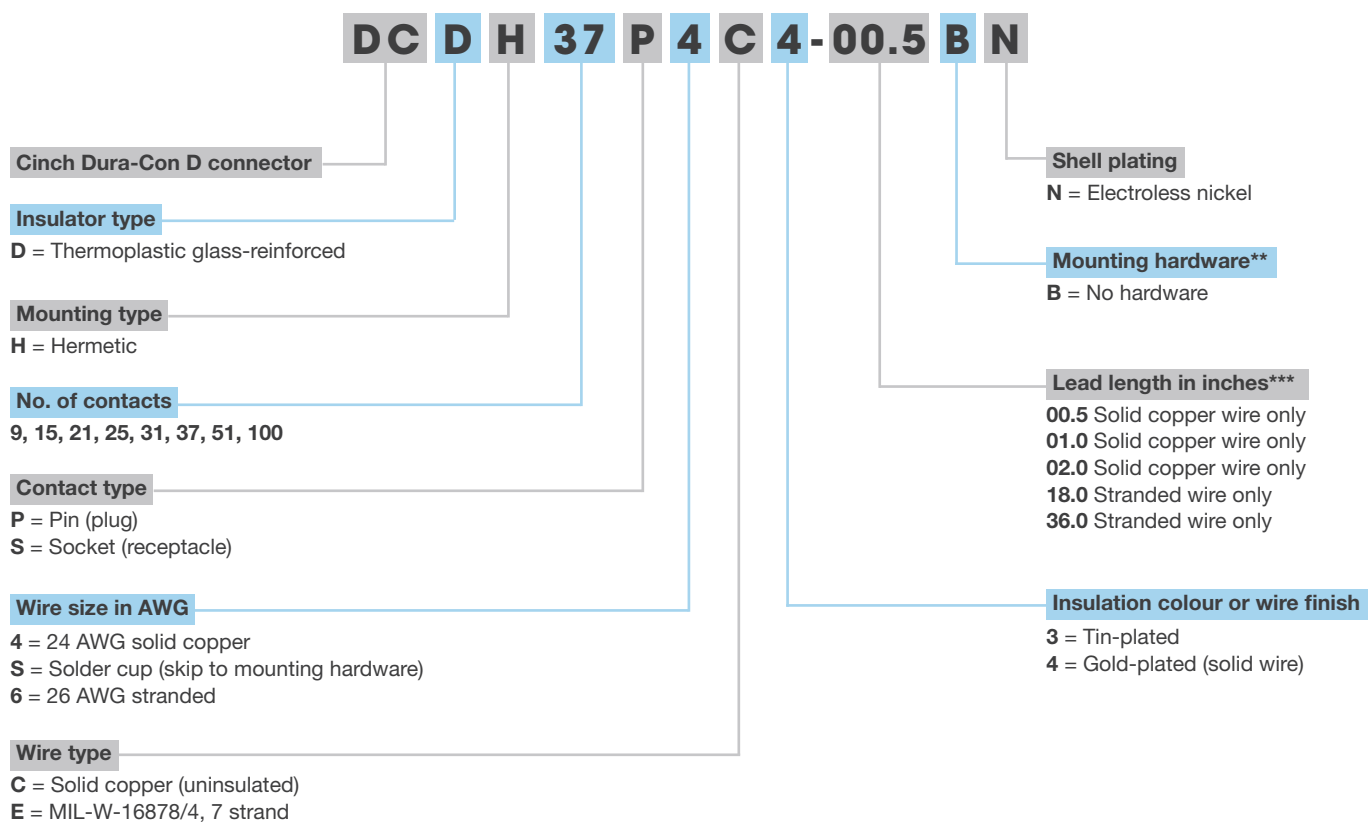 DC D H 37 P 4 C 4-00.5 B N
Cinch Dura-Con D connector
Insulator type
D = Thermoplastic glass-reinforced
Mounting type
H = Hermetic
No. of contacts
9, 15, 21, 25, 31, 37, 51, 100
Contact type
P = Pin (plug)
S = Socket (receptacle)
Wire size in AWG
4 = 24 AWG solid copper
S = Solder cup (skip to mounting hardware)
6 = 26 AWG stranded
Wire type
C = Solid copper (uninsulated)
E = MIL-W-16878/4, 7 strand
Shell plating
N = Electroless nickel
Mounting hardware**
B = No hardware
Lead length in inches***
00.5 Solid copper wire only
01.0 Solid copper wire only
02.0 Solid copper wire only
18.0 Stranded wire only
36.0 Stranded wire only
Insulation colour or wire finish
3 = Tin-plated
4 = Gold-plated (solid wire)